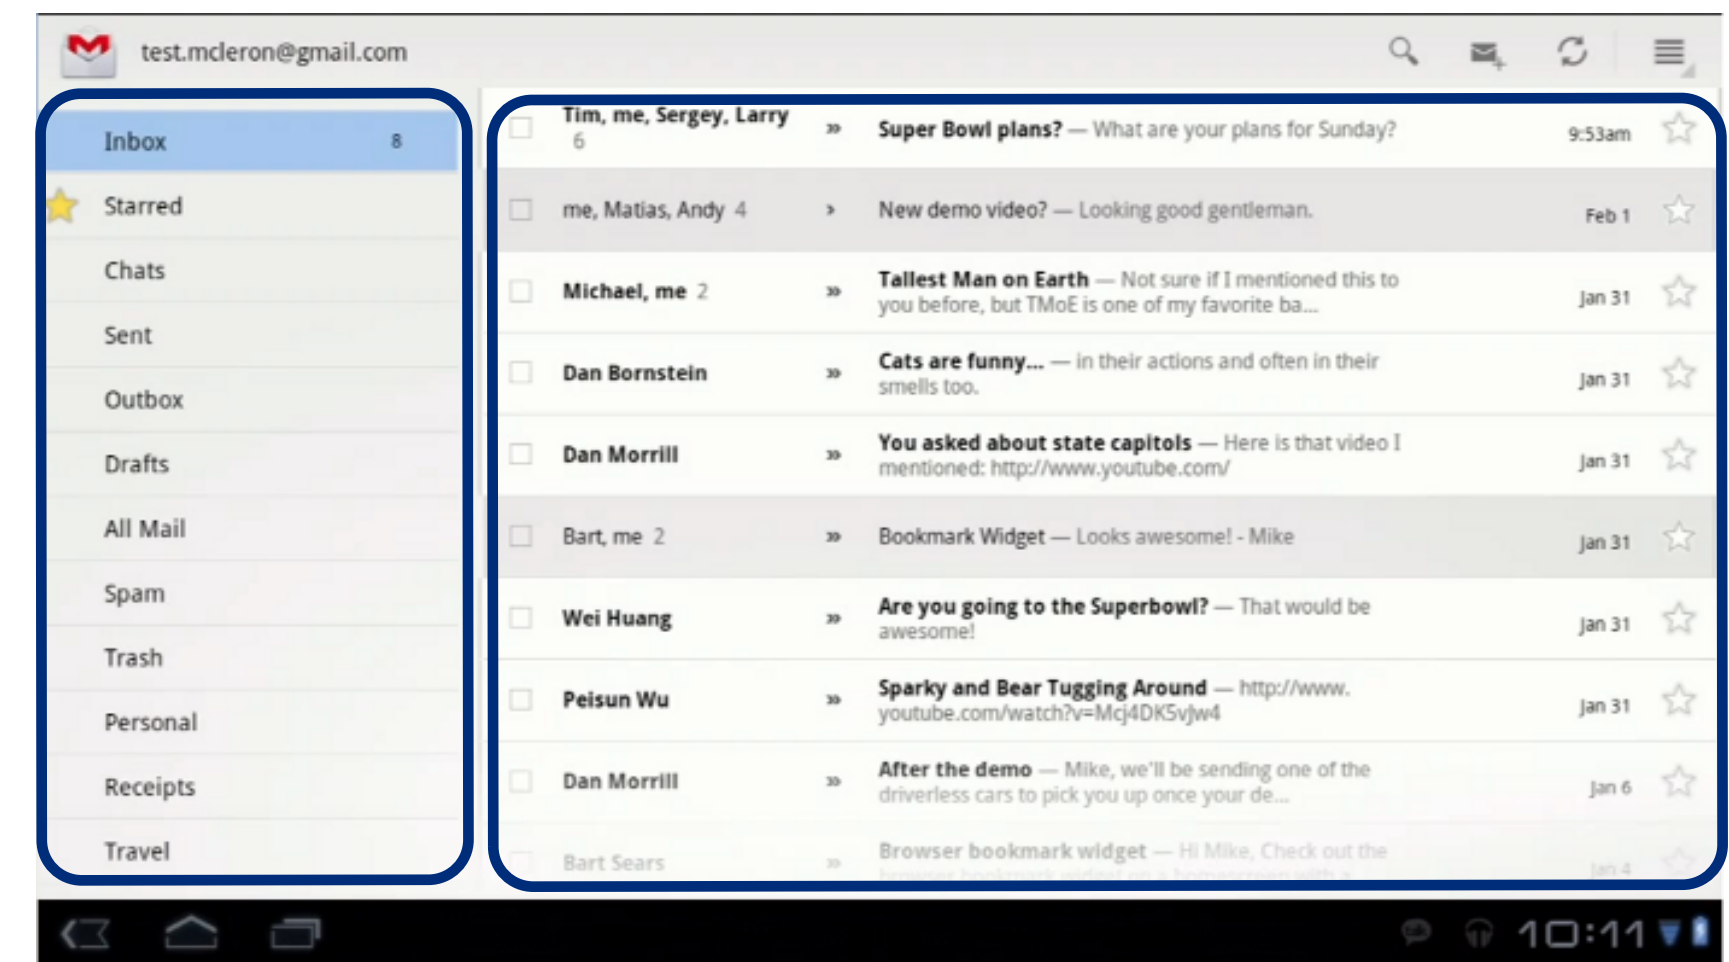 test.mcleron@gmail.com
Inbox 8
Starred
Chats
Sent
Outbox
Drafts
All Mail
Spam
Trash
Personal
Receipts
Travel
Tim, me, Sergey, Larry
6
» Super Bowl plans? — What are your plans for Sunday? 9:53am
me, Matias, Andy 4 › New demo video? — Looking good gentleman. Feb 1
Michael, me 2 » Tallest Man on Earth — Not sure if I mentioned this to
you before, but TMoE is one of my favorite ba... Jan 31
Dan Bornstein » Cats are funny... — in their actions and often in their
smells too. Jan 31
Dan Morrill » You asked about state capitols — Here is that video I
mentioned: http://www.youtube.com/ Jan 31
Bart, me 2 » Bookmark Widget — Looks awesome! - Mike Jan 31
Wei Huang » Are you going to the Superbowl? — That would be
awesome! Jan 31
Peisun Wu » Sparky and Bear Tugging Around — http://www.
youtube.com/watch?v=Mcj4DK5vJw4 Jan 31
Dan Morrill » After the demo — Mike, we'll be sending one of the
driverless cars to pick you up once your de... Jan 6
Bart Sears » Browser bookmark widget — Hi Mike, Check out the
browser bookmark widget on a homescreen with a Jan 4
10:11